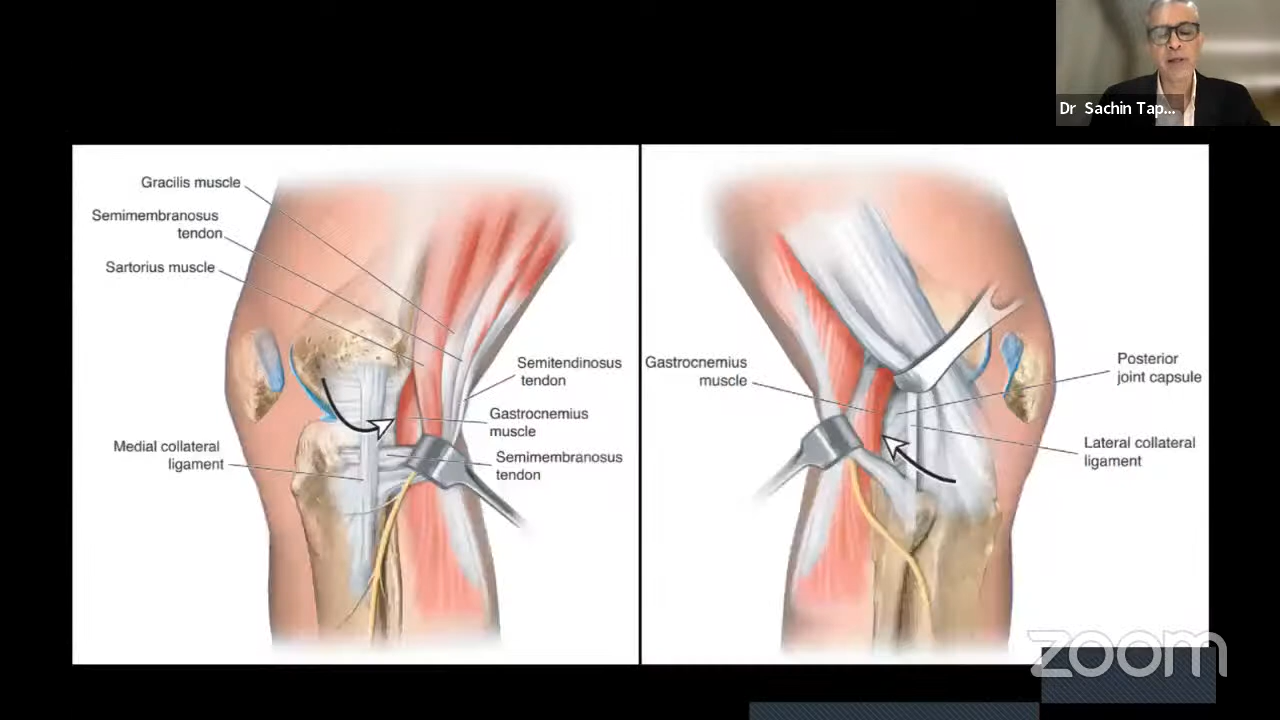 Dr Sachin Tap...
Gracilis muscle
Semimembranosus
tendon
Sartorius muscle
Medial collateral
ligament
Semitendinosus
tendon
Gastrocnemius
muscle
Semimembranosus
tendon
Gastrocnemius
muscle
Posterior
joint capsule
Lateral collateral
ligament
zoom